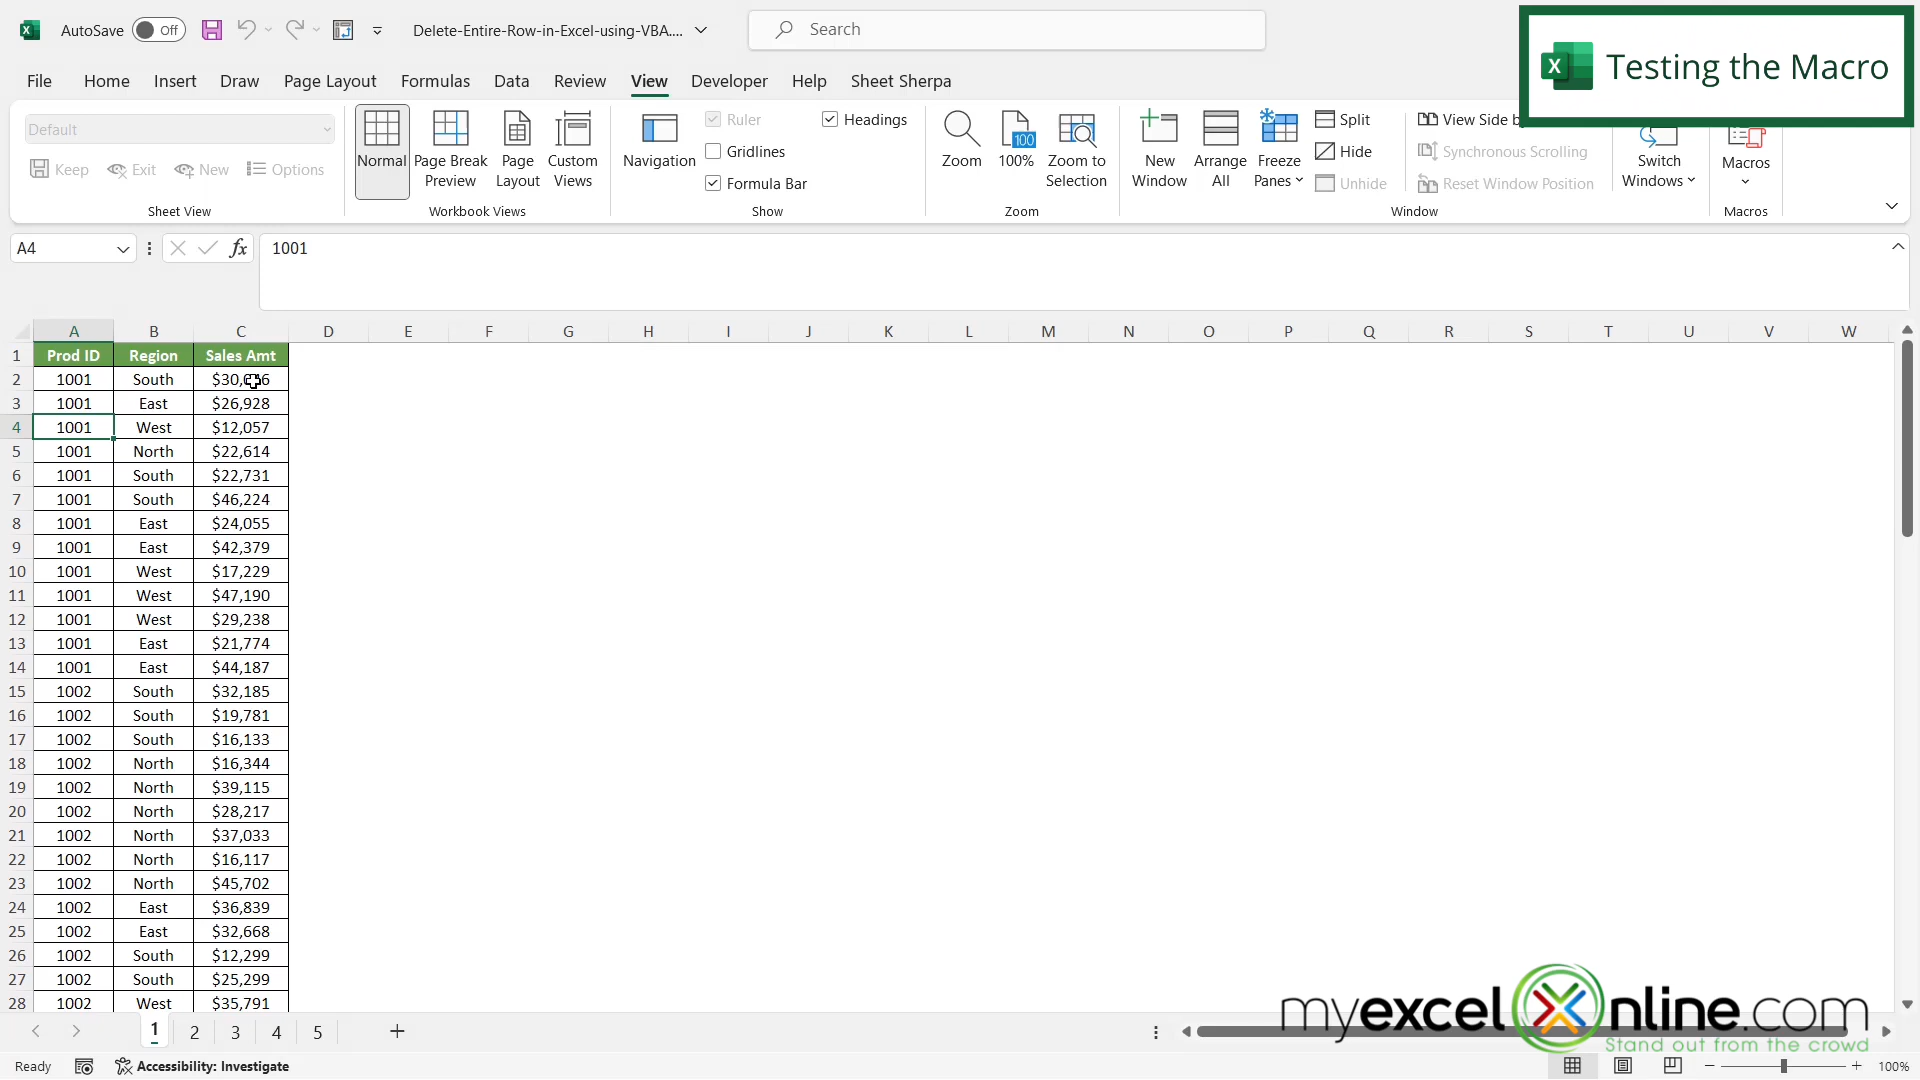 AutoSave Off Delete-Entire-Row-in-Excel-using-VBA.... Search
Testing the Macro
File Home Insert Draw Page Layout Formulas Data Review View Developer Help Sheet Sherpa
Default
Keep Exit New Options
Sheet View
Normal
Page Break Preview
Page Layout
Custom Views
Workbook Views
Navigation
Ruler
Gridlines
Formula Bar
Headings
Show
Zoom
100
100%
Zoom to Selection
Zoom
New Window
Arrange All
Freeze Panes
Split
Hide
Unhide
View Side
Synchronous Scrolling
Reset Window Position
Switch Windows
Window
Macros
Macros
A4 fx 1001
A B C D E F G H I J K L M N O P Q R S T U V W
1 Prod ID Region Sales Amt
2 1001 South
3 1001 East $26,928
4 1001 West $12,057
5 1001 North $22,614
6 1001 South $22,731
7 1001 South $46,224
8 1001 East $24,055
9 1001 East $42,379
10 1001 West $17,229
11 1001 West $47,190
12 1001 West $29,238
13 1001 East $21,774
14 1001 East $44,187
15 1002 South $32,185
16 1002 South $19,781
17 1002 South $16,133
18 1002 North $16,344
19 1002 North $39,115
20 1002 North $28,217
21 1002 North $37,033
22 1002 North $16,117
23 1002 North $45,702
24 1002 East $36,839
25 1002 East $32,668
26 1002 South $12,299
27 1002 South $25,299
28 1002 West $35,791
myexcelonline.com
Stand out from the crowd
1 2 3 4 5
Ready Accessibility: Investigate 100%